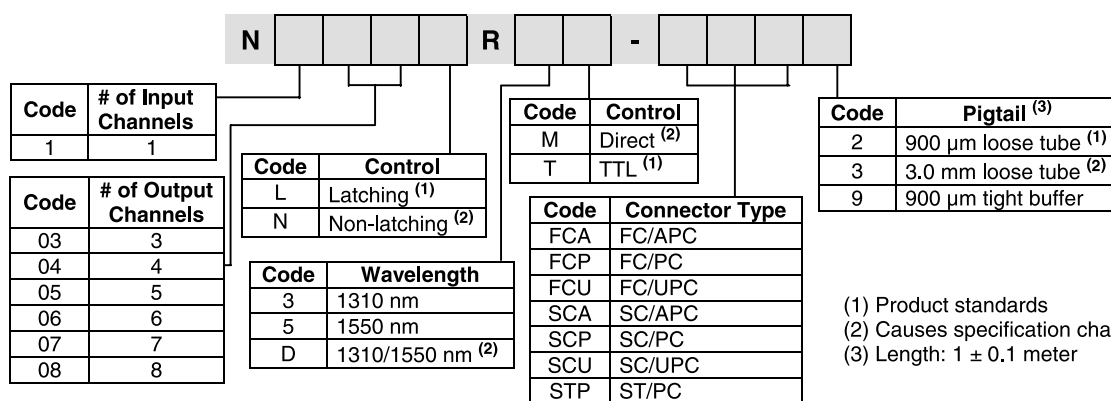 N R -
Code # of Input Channels
1 1
Code # of Output Channels
03 3
04 4
05 5
06 6
07 7
08 8
Code Control
L Latching (1)
N Non-latching (2)
Code Wavelength
3 1310 nm
5 1550 nm
D 1310/1550 nm (2)
Code Control
M Direct (2)
T TTL (1)
Code Connector Type
FCA FC/APC
FCP FC/PC
FCU FC/UPC
SCA SC/APC
SCP SC/PC
SCU SC/UPC
STP ST/PC
Code Pigtail (3)
2 900 µm loose tube (1)
3 3.0 mm loose tube (2)
9 900 µm tight buffer
(1) Product standards
(2) Causes specification cha
(3) Length: 1 ± 0.1 meter